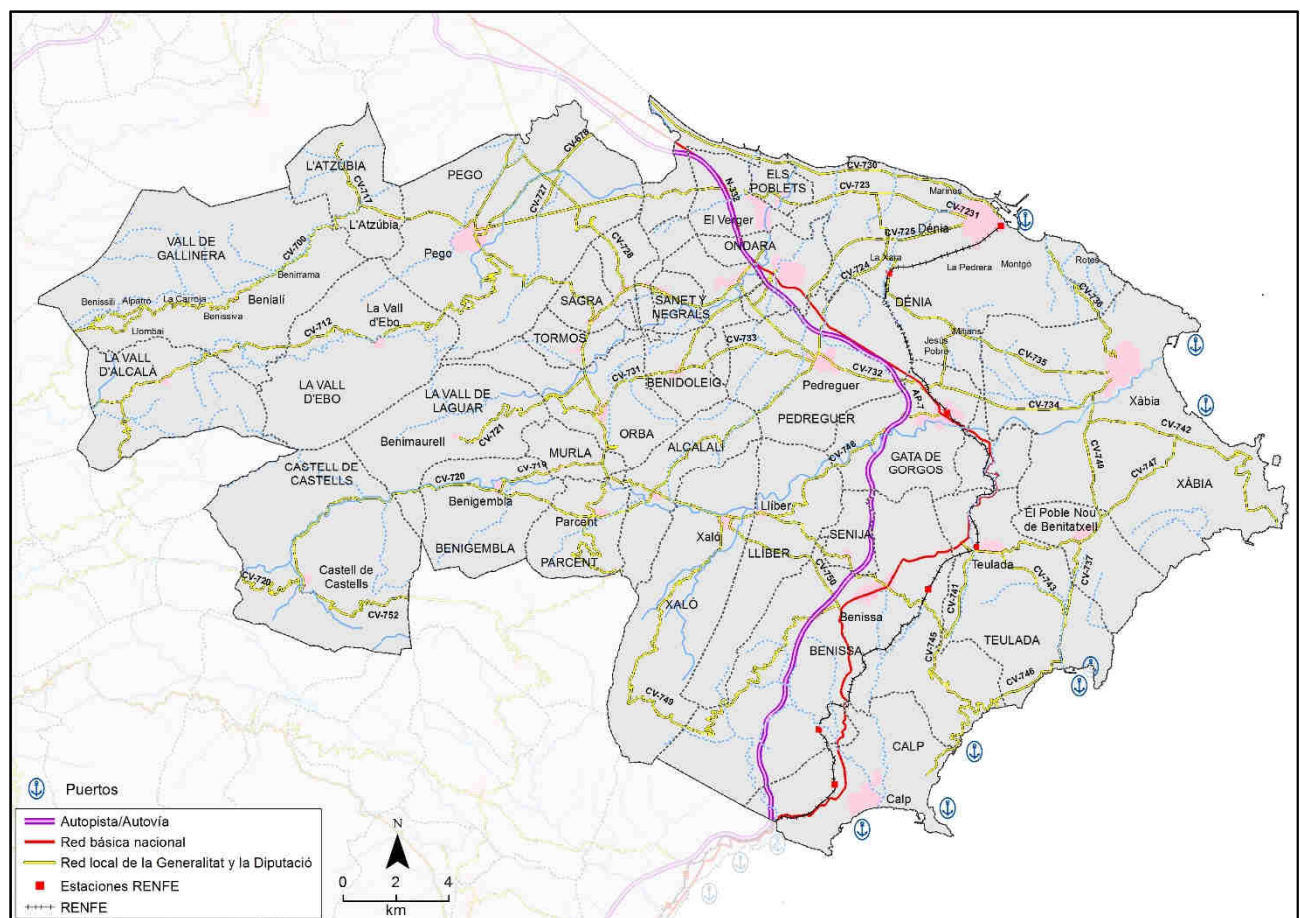 CV-678
L'ATZÚBIA
PEGO
CV-730
ELS
POBLETS
CV-723
Marines
CV-717
CV-727
N-332
El Verger
CV-7231
Dénia
L'Atzúbia
VALL DE
GALLINERA
CV-700
Pego
CV-728
ONDARA
CV-725
CV-724
La Xara
La Pedrera
Montgó
Rotes
Benirrama
Benissili
Alpatró
La Carroja
Benialí
Benissiva
La Vall
d'Ebo
SAGRA
SANET Y
NEGRALS
DÉNIA
CV-736
Llombai
CV-712
TORMOS
CV-733
Mitjans
Jesús
Pobre
CV-735
LA VALL
D'ALCALÀ
LA VALL
D'EBO
CV-731
BENIDOLEIG
Pedreguer
CV-732
AP-7
LA VALL DE
LAGUAR
CV-734
Xàbia
Benimaurell
CV-721
ORBA
PEDREGUER
ALCALALÍ
MURLA
CV-748
CV-740
CV-742
GATA DE
GORGOS
CV-747
CASTELL DE
CASTELLS
CV-720
CV-719
XÀBIA
Benigembla
Parcent
Llíber
El Poble Nou
de Benitatxell
Xaló
SENIJA
BENIGEMBLA
PARCENT
LLÍBER
Teulada
Castell de
Castells
CV-720
CV-750
CV-743
CV-737
CV-741
XALÓ
CV-752
Benissa
TEULADA
CV-745
BENISSA
CV-746
CV-749
CALP
Calp
Puertos
Autopista/Autovía
Red básica nacional
Red local de la Generalitat y la Diputació
Estaciones RENFE
RENFE
N
0 2 4
km